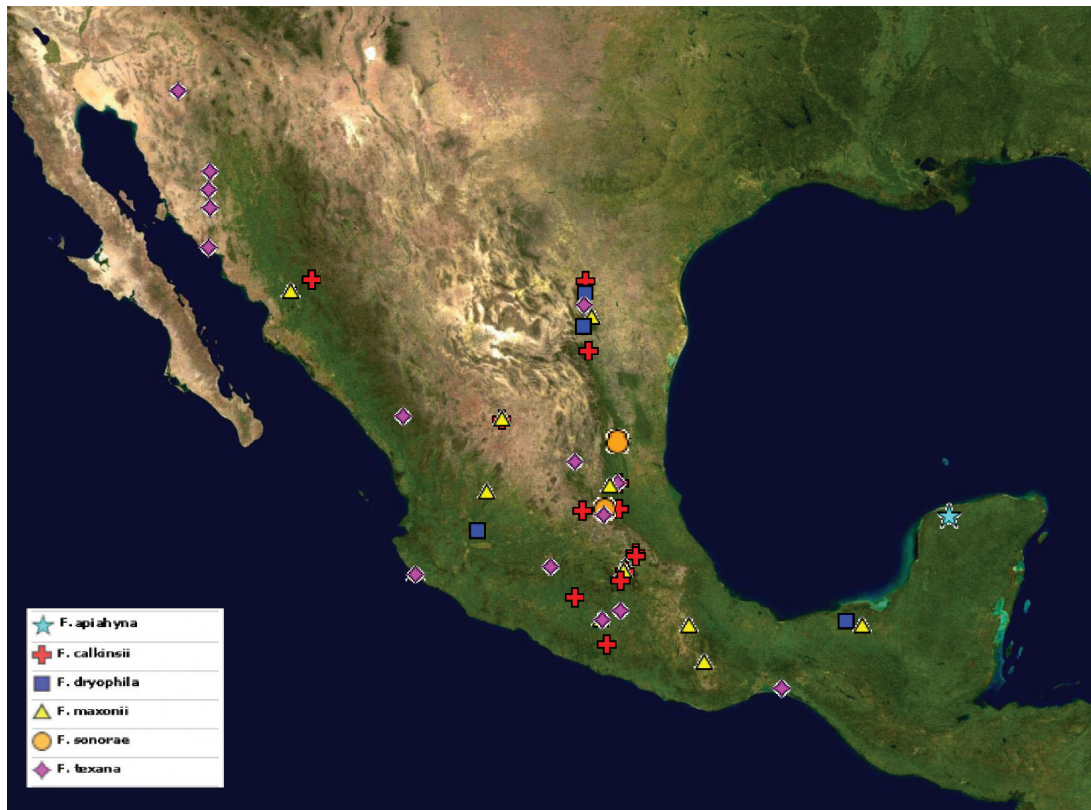 F. apiahyna
F. calkinsii
F. dryophila
F. maxonii
F. sonorae
F. texana